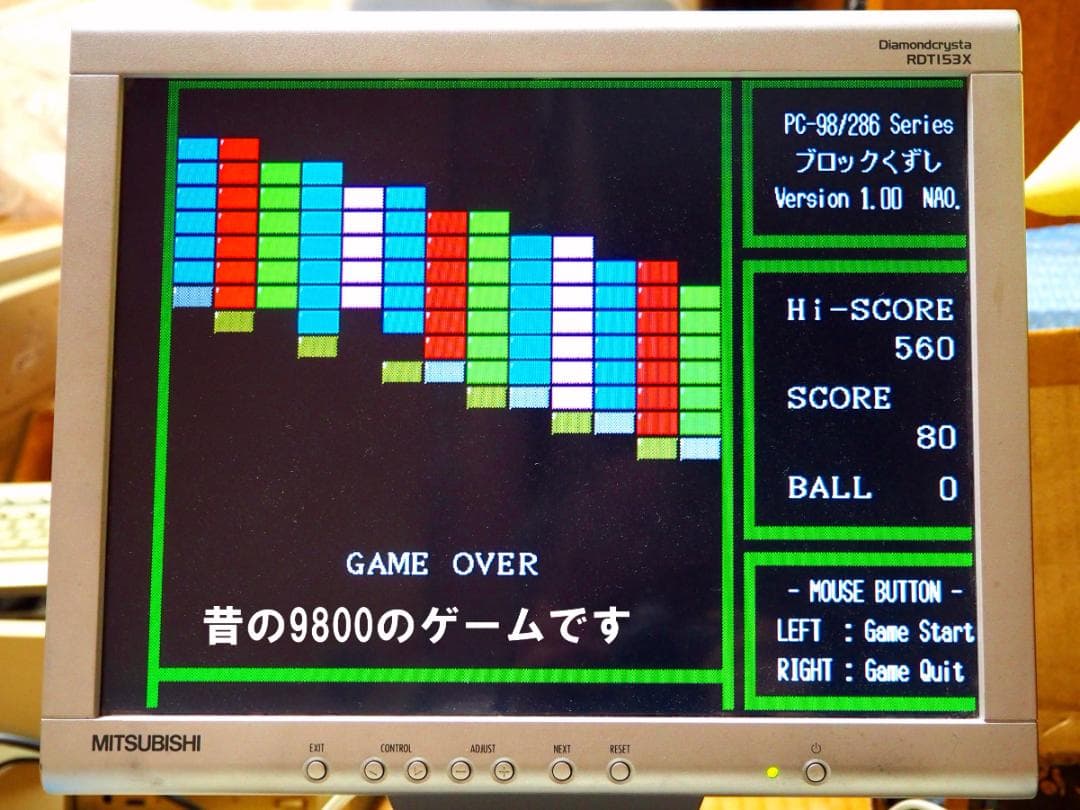 Diamondcrysta
RDT153X
PC-98/286 Series
ブロックくずし
Version 1.00 NAO.
Hi-SCORE
560
SCORE
80
BALL 0
GAME OVER
昔の9800のゲームです
- MOUSE BUTTON -
LEFT : Game Start
RIGHT : Game Quit
MITSUBISHI
EXIT CONTROL ADJUST NEXT RESET